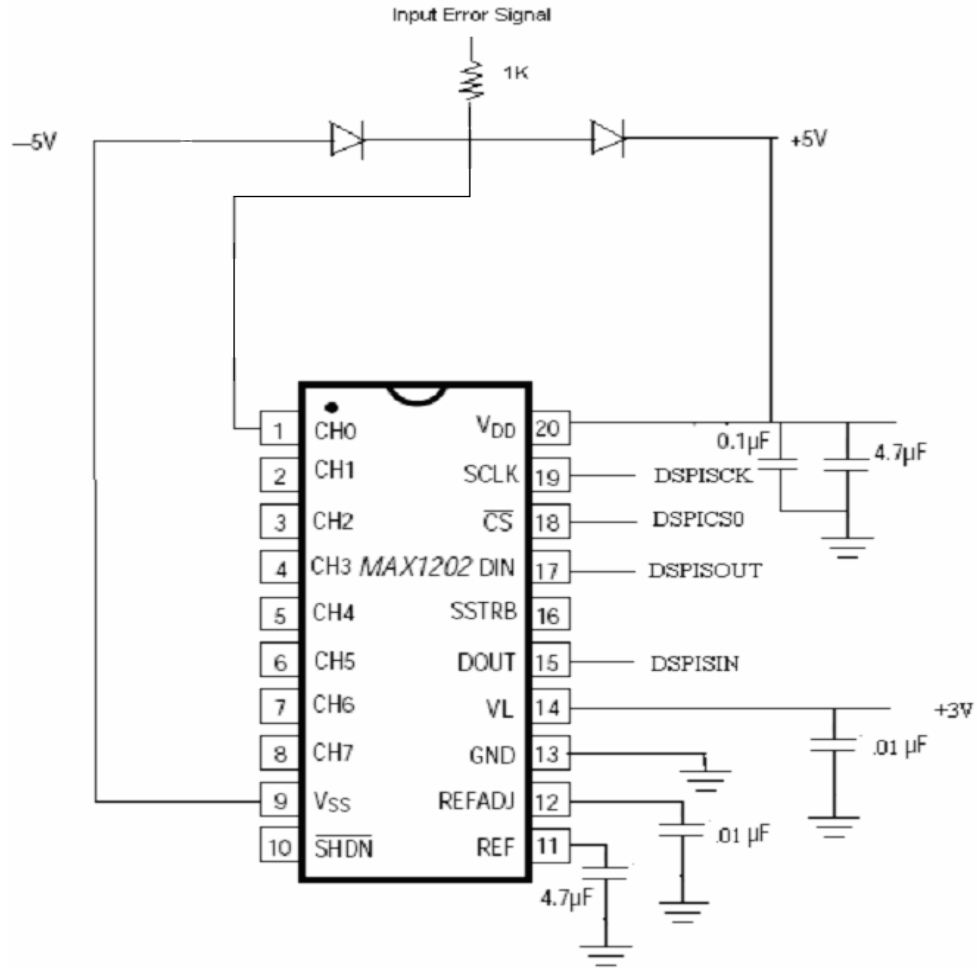 Input Error Signal
1K
—5V
+5V
1 CH0 VDD 20
0.1µF
4.7µF
2 CH1 SCLK 19 DSPISCK
3 CH2 CS 18 DSPICS0
4 CH3 MAX1202 DIN 17 DSPISOUT
5 CH4 SSTRB 16
6 CH5 DOUT 15 DSPISIN
7 CH6 VL 14 +3V
.01 µF
8 CH7 GND 13
9 VSS REFADJ 12
.01 µF
10 SHDN REF 11
4.7µF